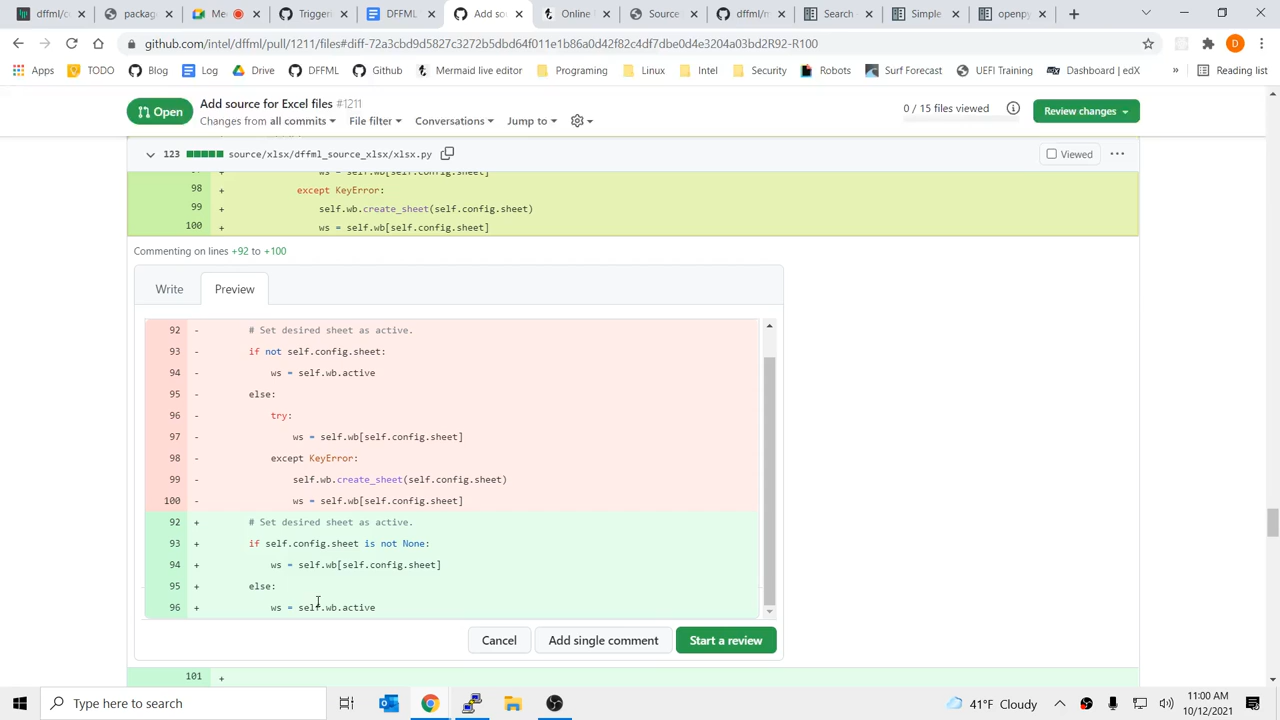 dffml/c
packag
Me
Triggerin
DFFML
Add so
Online F
Source
dffml/m
Search -
Simple
openpy
github.com/intel/dffml/pull/1211/files#diff-72a3cbd9d5827c3273b5dbd64f0111e1b86a0d42f82c4df7dbe0d4e3204a03bd2R92-R100
D
Apps TODO Blog Log Drive DFFML Github Mermaid live editor Programing Linux Intel Security Robots Surf Forecast UEFI Training Dashboard | edX » Reading list
Open
Add source for Excel files #1211
Changes from all commits File filter Conversations Jump to
0 / 15 files viewed
Review changes
123 source/xlsx/dffml_source_xlsx/xlsx.py
Viewed
ws = self.wb[self.config.sheet]
98 + except KeyError:
99 + self.wb.create_sheet(self.config.sheet)
100 + ws = self.wb[self.config.sheet]
Commenting on lines +92 to +100
Write Preview
92 - # Set desired sheet as active.
93 - if not self.config.sheet:
94 - ws = self.wb.active
95 - else:
96 - try:
97 - ws = self.wb[self.config.sheet]
98 - except KeyError:
99 - self.wb.create_sheet(self.config.sheet)
100 - ws = self.wb[self.config.sheet]
92 + # Set desired sheet as active.
93 + if self.config.sheet is not None:
94 + ws = self.wb[self.config.sheet]
95 + else:
96 + ws = self.wb.active
Cancel Add single comment Start a review
101 +
Type here to search
41°F Cloudy
11:00 AM
10/12/2021